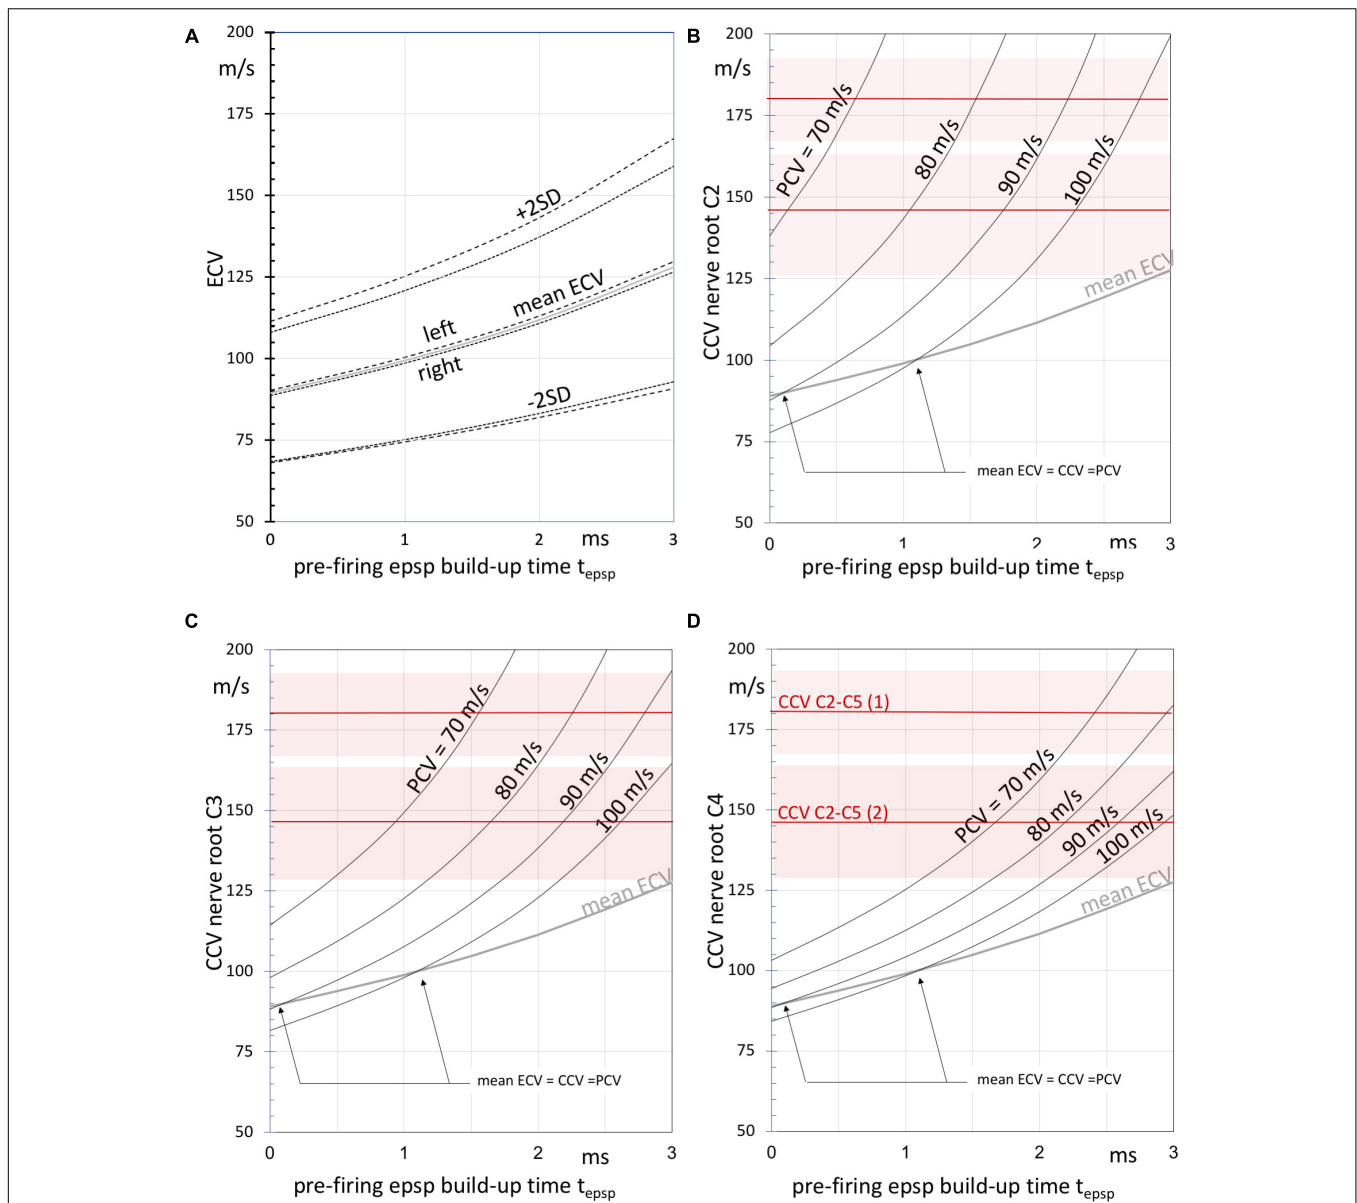 A
200
m/s
175
150
125
100
75
50
ECV
+2SD
mean ECV
left
right
-2SD
0 1 2 ms 3
pre-firing epsp build-up time tepsp
B
200
m/s
175
150
125
100
75
50
CCV nerve root C2
PCV = 70 m/s
80 m/s
90 m/s
100 m/s
mean ECV
mean ECV = CCV =PCV
0 1 2 ms 3
pre-firing epsp build-up time tepsp
C
200
m/s
175
150
125
100
75
50
CCV nerve root C3
PCV = 70 m/s
80 m/s
90 m/s
100 m/s
mean ECV
mean ECV = CCV =PCV
0 1 2 ms 3
pre-firing epsp build-up time tepsp
D
200
m/s
175
150
125
100
75
50
CCV nerve root C4
CCV C2-C5 (1)
CCV C2-C5 (2)
PCV = 70 m/s
80 m/s
90 m/s
100 m/s
mean ECV
mean ECV = CCV =PCV
0 1 2 ms 3
pre-firing epsp build-up time tepsp